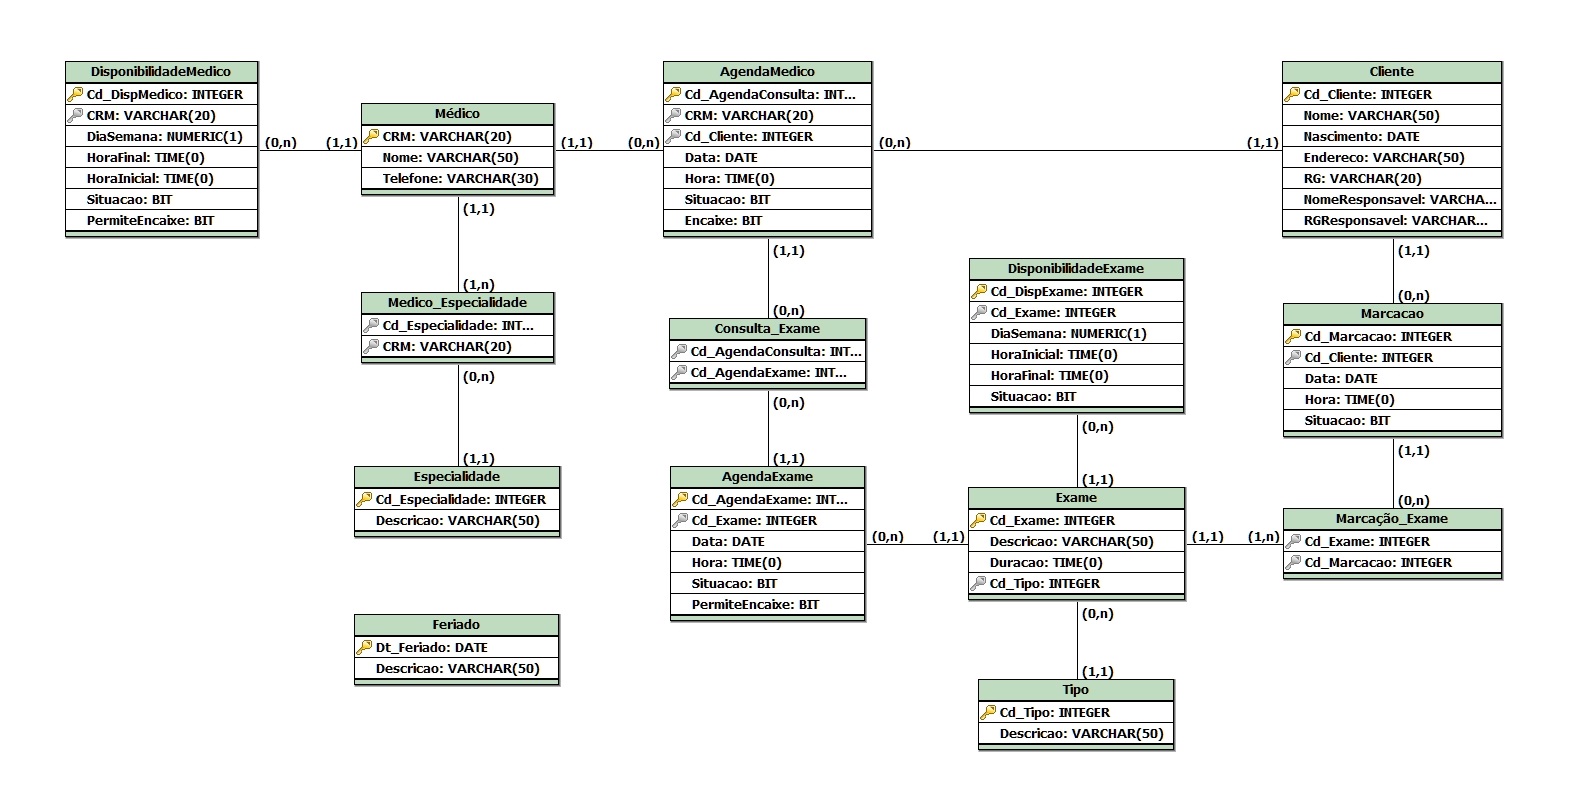 DisponibilidadeMedico
Cd_DispMedico: INTEGER
CRM: VARCHAR(20)
DiaSemana: NUMERIC(1)
HoraFinal: TIME(0)
HoraInicial: TIME(0)
Situacao: BIT
PermiteEncaixe: BIT
(0,n)
(1,1)
Médico
CRM: VARCHAR(20)
Nome: VARCHAR(50)
Telefone: VARCHAR(30)
(1,1)
(0,n)
AgendaMedico
Cd_AgendaConsulta: INT...
CRM: VARCHAR(20)
Cd_Cliente: INTEGER
Data: DATE
Hora: TIME(0)
Situacao: BIT
Encaixe: BIT
(0,n)
(1,1)
Cliente
Cd_Cliente: INTEGER
Nome: VARCHAR(50)
Nascimento: DATE
Endereco: VARCHAR(50)
RG: VARCHAR(20)
NomeResponsavel: VARCHA...
RGResponsavel: VARCHAR...
(1,1)
(1,n)
Medico_Especialidade
Cd_Especialidade: INT...
CRM: VARCHAR(20)
(0,n)
(1,1)
Especialidade
Cd_Especialidade: INTEGER
Descricao: VARCHAR(50)
Feriado
Dt_Feriado: DATE
Descricao: VARCHAR(50)
(1,1)
(0,n)
Consulta_Exame
Cd_AgendaConsulta: INT...
Cd_AgendaExame: INT...
(0,n)
(1,1)
AgendaExame
Cd_AgendaExame: INT...
Cd_Exame: INTEGER
Data: DATE
Hora: TIME(0)
Situacao: BIT
PermiteEncaixe: BIT
(0,n)
(1,1)
DisponibilidadeExame
Cd_DispExame: INTEGER
Cd_Exame: INTEGER
DiaSemana: NUMERIC(1)
HoraInicial: TIME(0)
HoraFinal: TIME(0)
Situacao: BIT
(0,n)
(1,1)
Exame
Cd_Exame: INTEGER
Descricao: VARCHAR(50)
Duracao: TIME(0)
Cd_Tipo: INTEGER
(1,1)
(1,n)
(0,n)
(1,1)
Tipo
Cd_Tipo: INTEGER
Descricao: VARCHAR(50)
(1,1)
(0,n)
Marcacao
Cd_Marcacao: INTEGER
Cd_Cliente: INTEGER
Data: DATE
Hora: TIME(0)
Situacao: BIT
(1,1)
(0,n)
Marcação_Exame
Cd_Exame: INTEGER
Cd_Marcacao: INTEGER